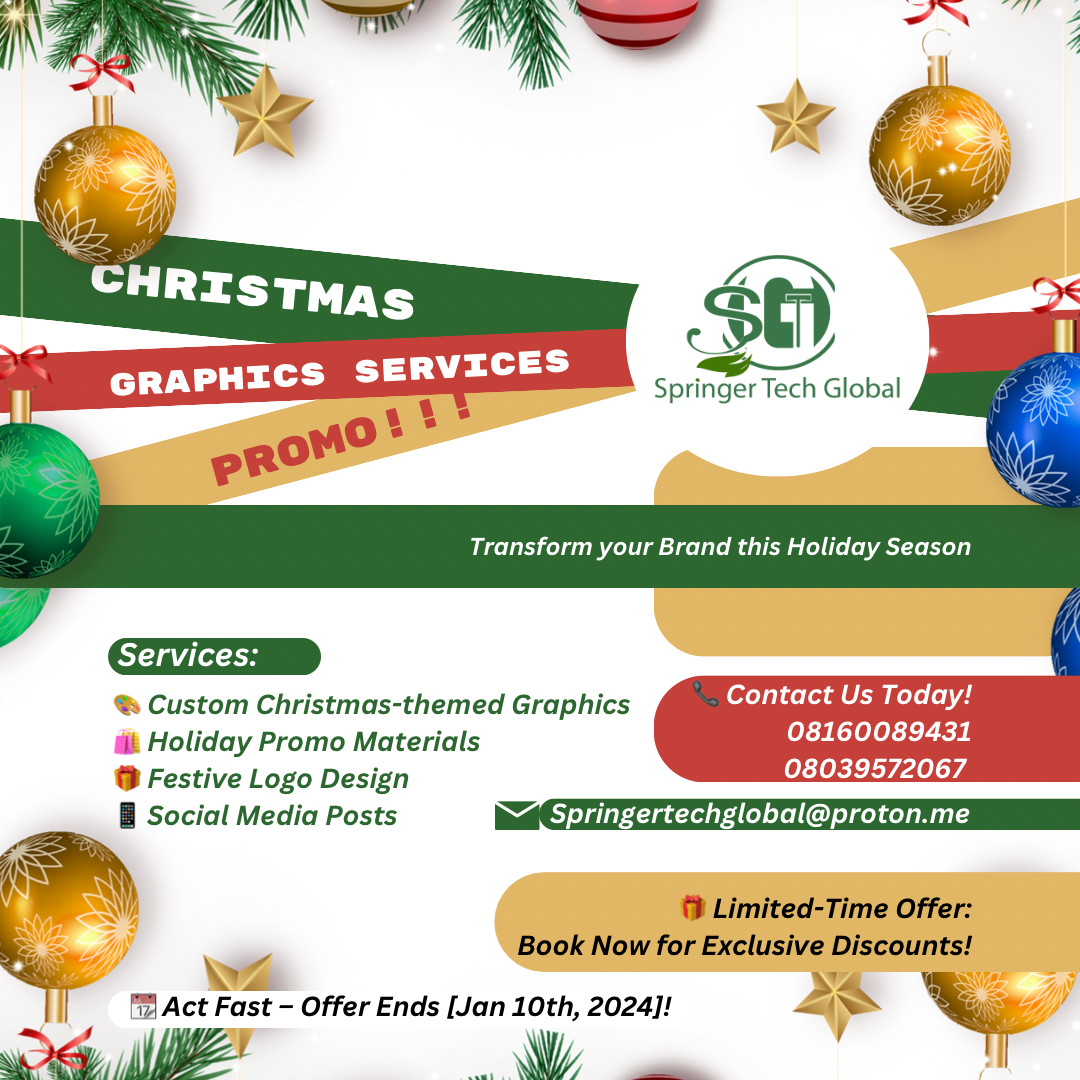 CHRISTMAS
GRAPHICS SERVICES
PROMO!!!
SGT
Springer Tech Global
Transform your Brand this Holiday Season
Services:
🎨 Custom Christmas-themed Graphics
🛍️ Holiday Promo Materials
🎁 Festive Logo Design
📱 Social Media Posts
📞 Contact Us Today!
08160089431
08039572067
Springertechglobal@proton.me
🎁 Limited-Time Offer:
Book Now for Exclusive Discounts!
📅 Act Fast – Offer Ends [Jan 10th, 2024]!